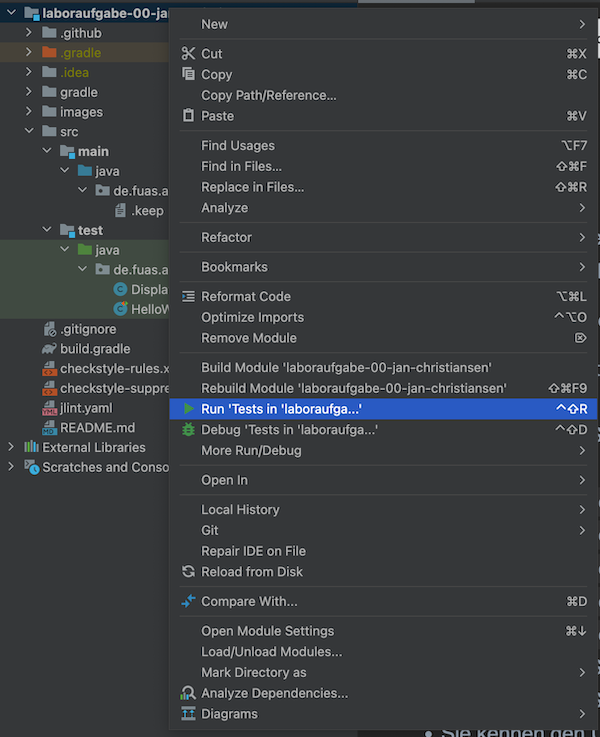 laboraufgabe-00-jan
.github
.gradle
.idea
gradle
images
src
main
java
de.fuas.a
.keep
test
java
de.fuas.a
Displa
HelloW
.gitignore
build.gradle
checkstyle-rules.x
checkstyle-suppre
jlint.yaml
README.md
External Libraries
Scratches and Conso
New
Cut ⌘X
Copy ⌘C
Copy Path/Reference...
Paste ⌘V
Find Usages ⌥F7
Find in Files... ⇧⌘F
Replace in Files... ⇧⌘R
Analyze
Refactor
Bookmarks
Reformat Code ⌥⌘L
Optimize Imports ^⌥O
Remove Module ⌦
Build Module 'laboraufgabe-00-jan-christiansen'
Rebuild Module 'laboraufgabe-00-jan-christiansen' ⇧⌘F9
Run 'Tests in 'laboraufga...' ^⇧R
Debug 'Tests in 'laboraufga...' ^⇧D
More Run/Debug
Open In
Local History
Git
Repair IDE on File
Reload from Disk
Compare With... ⌘D
Open Module Settings ⌘↓
Load/Unload Modules...
Mark Directory as
Analyze Dependencies...
Diagrams
• Sie kennen den